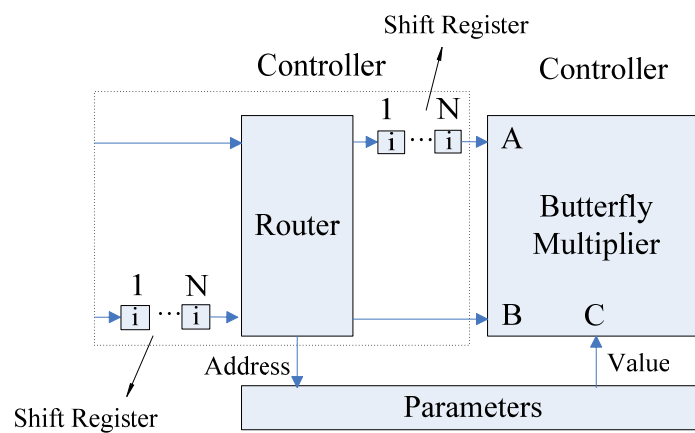 Shift Register
Controller
Controller
1 N
i ... i
A
Router
Butterfly
Multiplier
1 N
i ... i
B C
Address
Value
Shift Register
Parameters